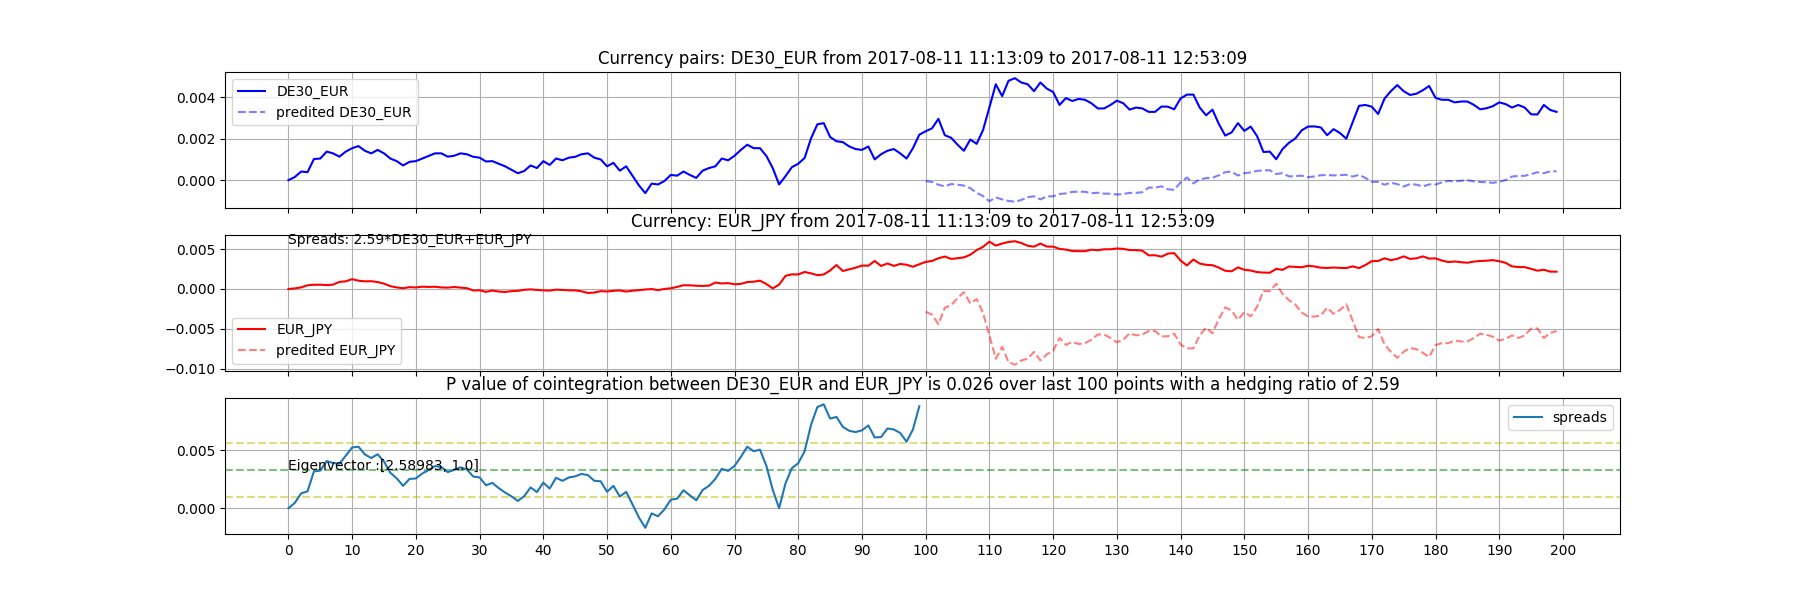 Currency pairs: DE30_EUR from 2017-08-11 11:13:09 to 2017-08-11 12:53:09
0.004
0.002
0.000
DE30_EUR
predited DE30_EUR
Currency: EUR_JPY from 2017-08-11 11:13:09 to 2017-08-11 12:53:09
Spreads: 2.59*DE30_EUR+EUR_JPY
0.005
0.000
−0.005
−0.010
EUR_JPY
predited EUR_JPY
P value of cointegration between DE30_EUR and EUR_JPY is 0.026 over last 100 points with a hedging ratio of 2.59
spreads
0.005
Eigenvector :[2.58983, 1.0]
0.000
0 10 20 30 40 50 60 70 80 90 100 110 120 130 140 150 160 170 180 190 200